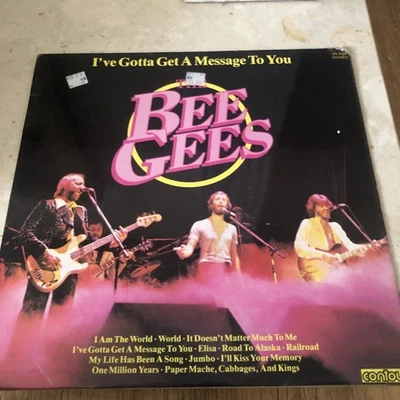 I've Gotta Get A Message To You
THE
BEE
GEES
STEREO
I Am The World · World · It Doesn't Matter Much To Me
I've Gotta Get A Message To You · Elisa · Road To Alaska · Railroad
My Life Has Been A Song · Jumbo · I'll Kiss Your Memory
One Million Years · Paper Mache, Cabbages, And Kings
contour